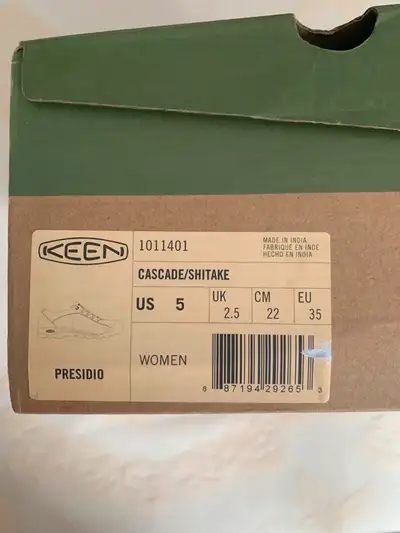 KEEN
1011401
MADE IN INDIA
FABRIQUÉ EN INDE
HECHO EN INDIA
CASCADE/SHITAKE
US 5
UK 2.5
CM 22
EU 35
WOMEN
PRESIDIO
8 87194 29265 3